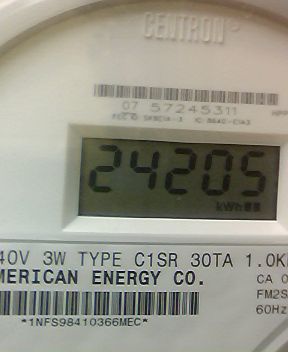 CENTRON®
07 57245311
24205
kWh
40V 3W TYPE C1SR 30TA 1.0K
MERICAN ENERGY CO.
CA 0
FM2S
60Hz
*1NFS98410366MEC*